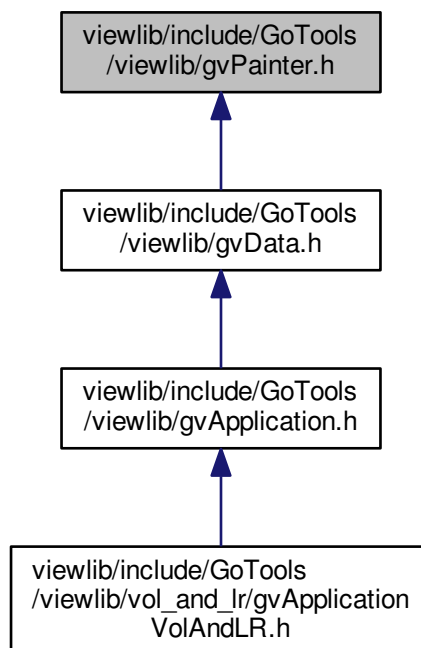 viewlib/include/GoTools
/viewlib/gvPainter.h
viewlib/include/GoTools
/viewlib/gvData.h
viewlib/include/GoTools
/viewlib/gvApplication.h
viewlib/include/GoTools
/viewlib/vol_and_lr/gvApplication
VolAndLR.h